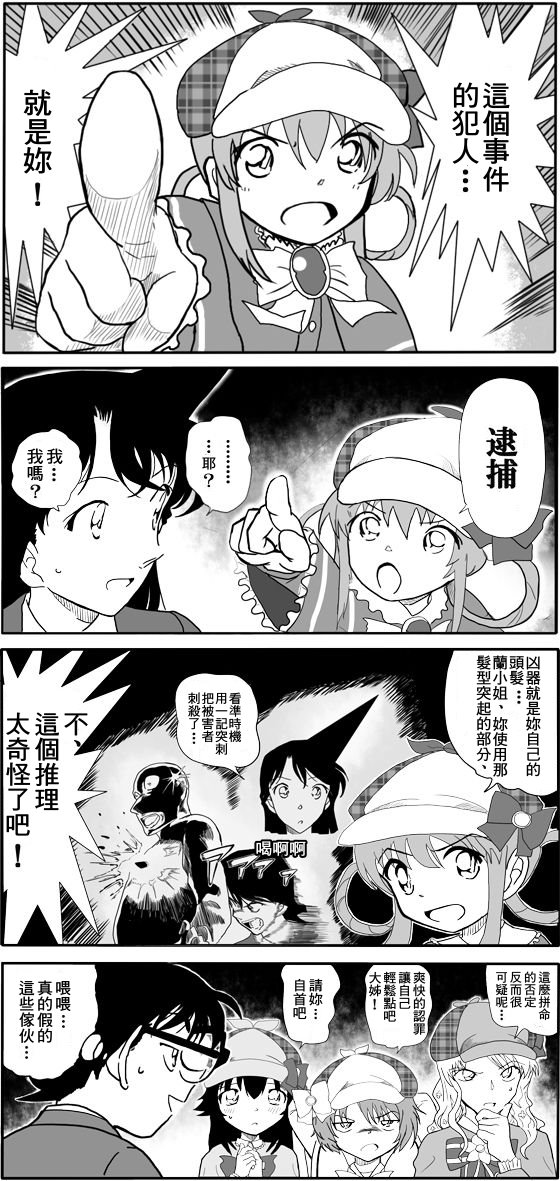 這個事件
的犯人…
就是妳！
逮捕
………
…耶？
我…
我嗎？
凶器就是妳自己的
頭髮…
蘭小姐、妳使用那
髮型突起的部分、
看準時機
用一記突刺
把被害者
刺殺了…
喝啊啊
アアア
不、
這個推理
太奇怪了吧！
這麼拼命
的否定
反而很
可疑呢…
爽快的認罪
讓自己
輕鬆點吧
大姊！
請妳…
自首吧
喂喂…
真的假的
這些傢伙…